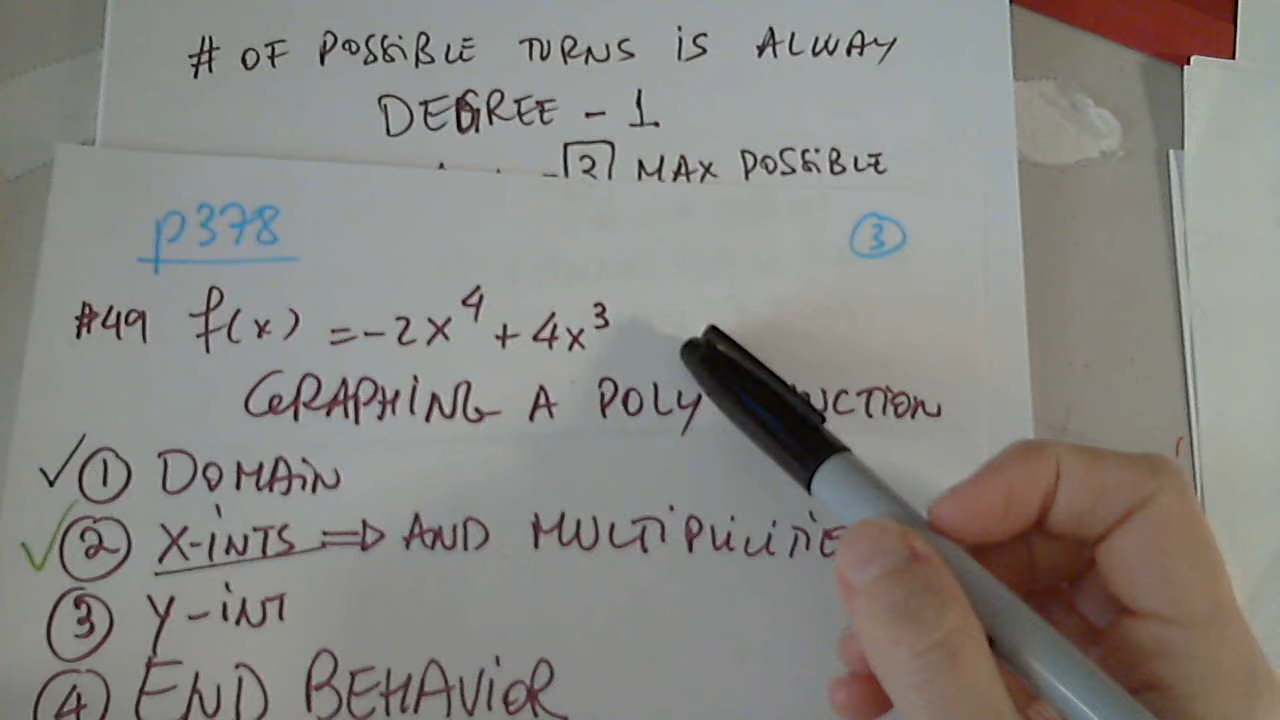 # OF POSSIBLE TURNS IS ALWAY
DEGREE - 1
2 MAX POSSIBLE
p378
3
#49 f(x) = -2x⁴ + 4x³
GRAPHING A POLY
① DOMAIN
② X-INTS ⇒ AND MULTIPLICITIE
③ Y-INT
④ END BEHAVIOR